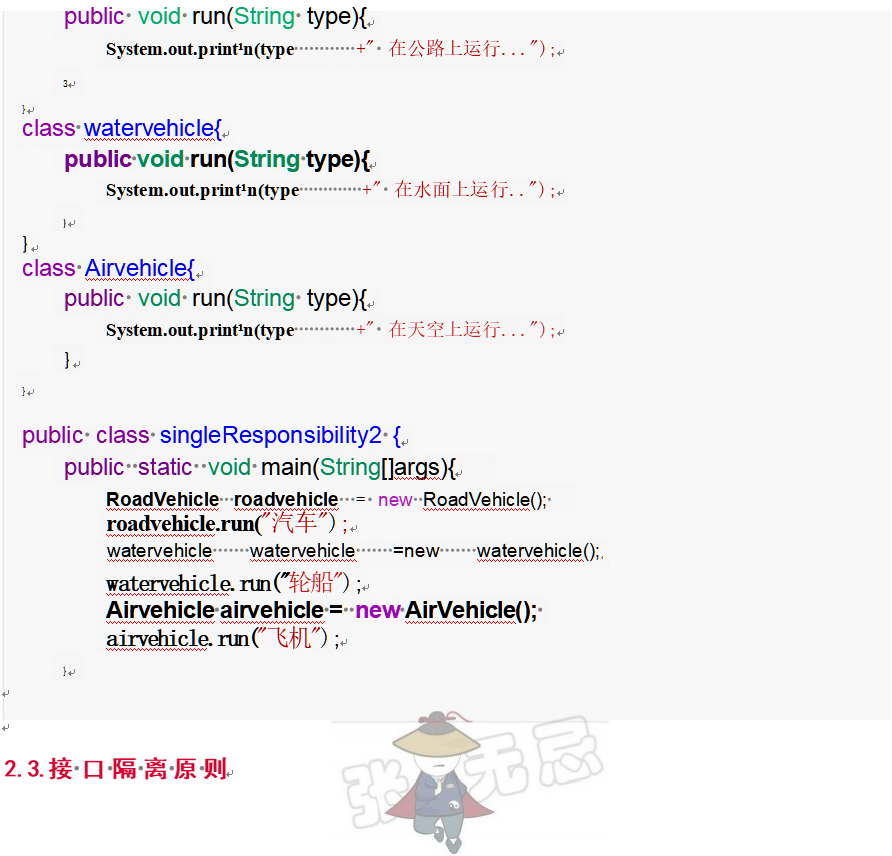 public void run(String type){
System.out.print¹n(type +" 在公路上运行...");
3
}
class watervehicle{
public void run(String type){
System.out.print¹n(type +" 在水面上运行..");
}
}
class Airvehicle{
public void run(String type){
System.out.print¹n(type +" 在天空上运行...");
}
}
public class singleResponsibility2 {
public static void main(String[]args){
RoadVehicle roadvehicle = new RoadVehicle();
roadvehicle.run("汽车");
watervehicle watervehicle =new watervehicle();
watervehicle.run("轮船");
Airvehicle airvehicle = new AirVehicle();
airvehicle.run("飞机");
}
2.3.接口隔离原则
张无忌